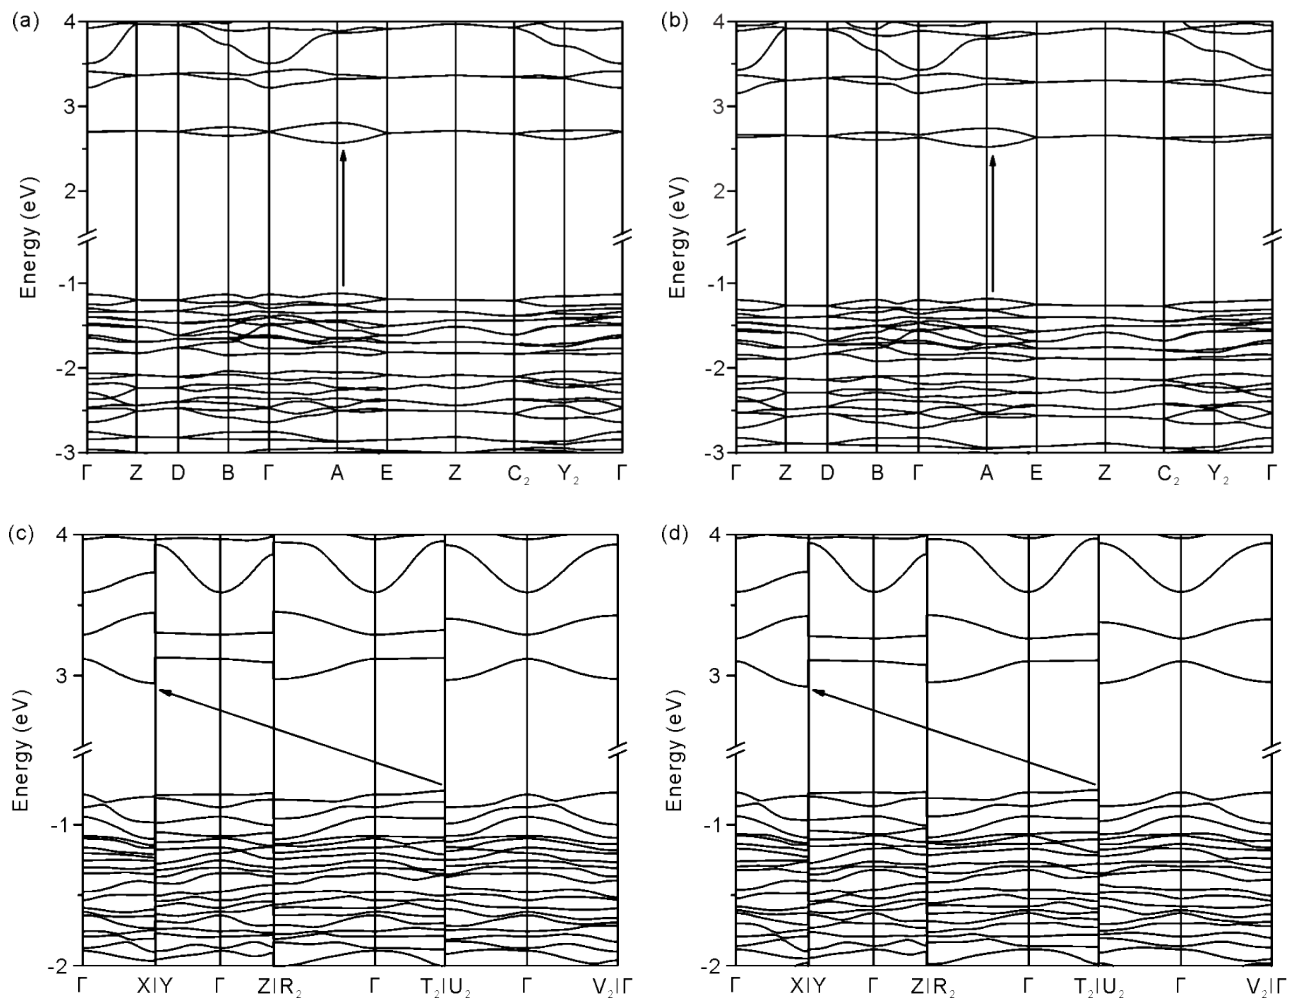 (a)
4
3
2
-1
-2
-3
Energy (eV)
Γ Z D B Γ A E Z C₂ Y₂ Γ
(b)
4
3
2
-1
-2
-3
Energy (eV)
Γ Z D B Γ A E Z C₂ Y₂ Γ
(c)
4
3
-1
-2
Energy (eV)
Γ X|Y Γ Z|R₂ Γ T₂|U₂ Γ V₂|Γ
(d)
4
3
-1
-2
Energy (eV)
Γ X|Y Γ Z|R₂ Γ T₂|U₂ Γ V₂|Γ